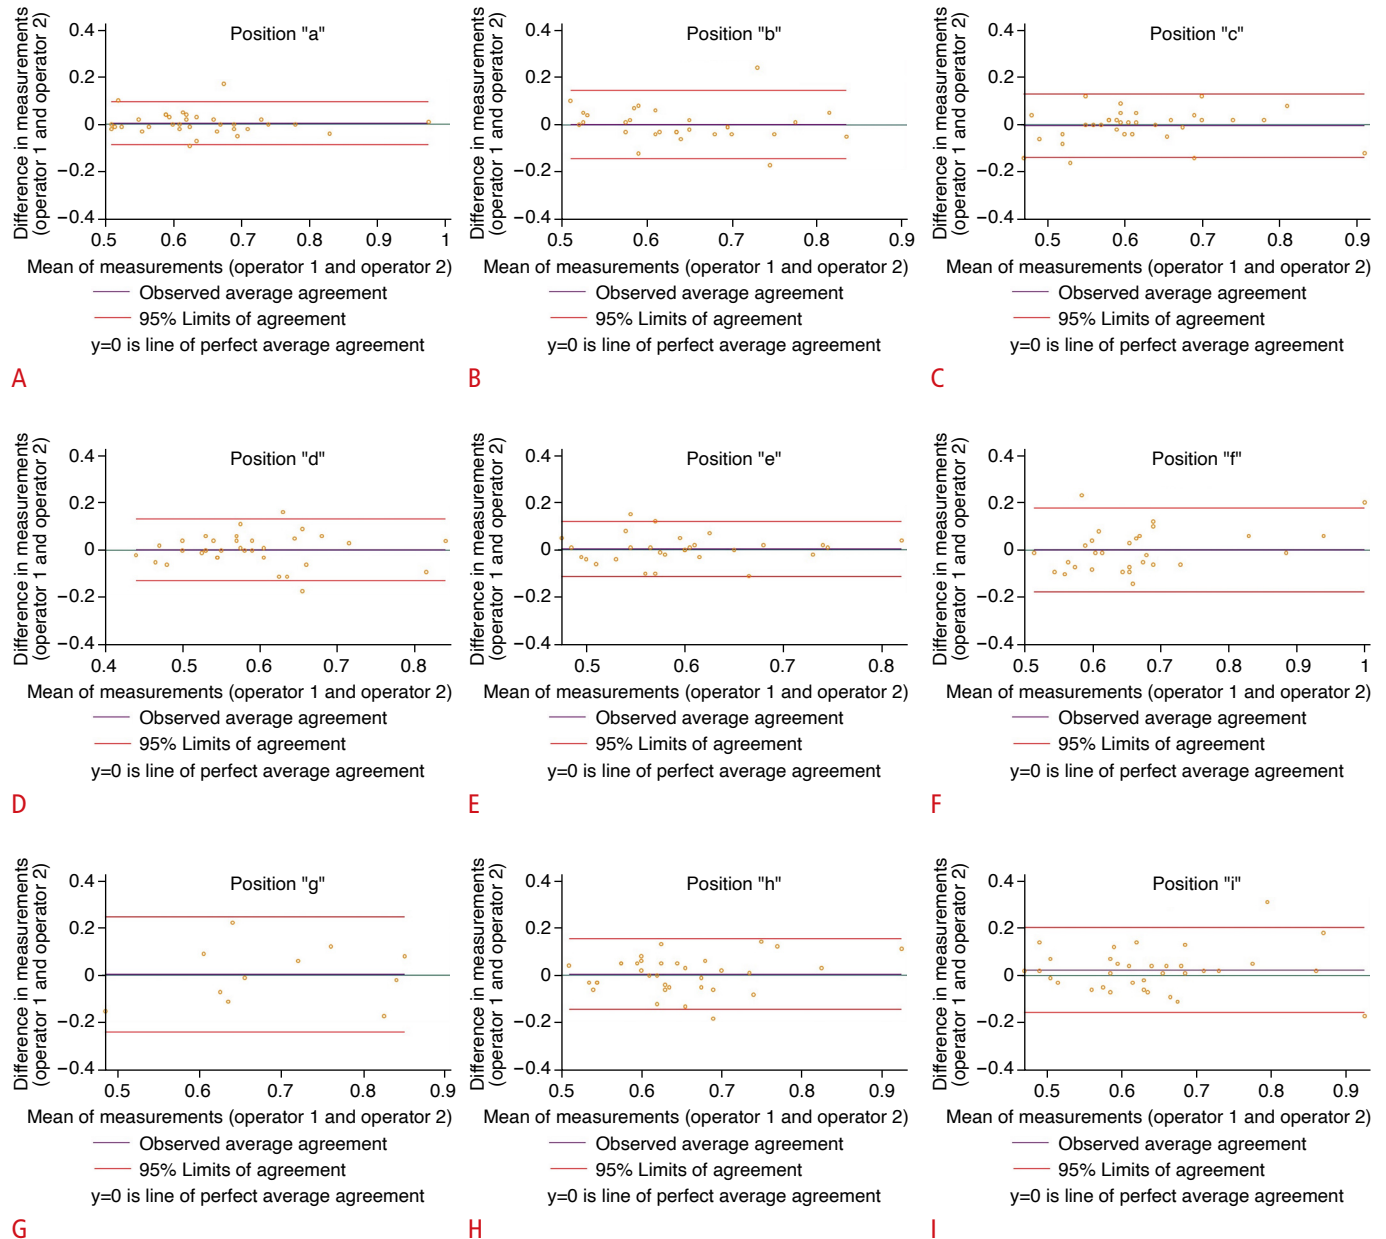 Position "a"
Difference in measurements
(operator 1 and operator 2)
0.4
0.2
0
−0.2
−0.4
0.5 0.6 0.7 0.8 0.9 1
Mean of measurements (operator 1 and operator 2)
Observed average agreement
95% Limits of agreement
y=0 is line of perfect average agreement
A
Position "b"
Difference in measurements
(operator 1 and operator 2)
0.4
0.2
0
−0.2
−0.4
0.5 0.6 0.7 0.8 0.9
Mean of measurements (operator 1 and operator 2)
Observed average agreement
95% Limits of agreement
y=0 is line of perfect average agreement
B
Position "c"
Difference in measurements
(operator 1 and operator 2)
0.4
0.2
0
−0.2
−0.4
0.5 0.6 0.7 0.8 0.9
Mean of measurements (operator 1 and operator 2)
Observed average agreement
95% Limits of agreement
y=0 is line of perfect average agreement
C
Position "d"
Difference in measurements
(operator 1 and operator 2)
0.4
0.2
0
−0.2
−0.4
0.4 0.5 0.6 0.7 0.8
Mean of measurements (operator 1 and operator 2)
Observed average agreement
95% Limits of agreement
y=0 is line of perfect average agreement
D
Position "e"
Difference in measurements
(operator 1 and operator 2)
0.4
0.2
0
−0.2
−0.4
0.5 0.6 0.7 0.8
Mean of measurements (operator 1 and operator 2)
Observed average agreement
95% Limits of agreement
y=0 is line of perfect average agreement
E
Position "f"
Difference in measurements
(operator 1 and operator 2)
0.4
0.2
0
−0.2
−0.4
0.5 0.6 0.7 0.8 0.9 1
Mean of measurements (operator 1 and operator 2)
Observed average agreement
95% Limits of agreement
y=0 is line of perfect average agreement
F
Position "g"
Difference in measurements
(operator 1 and operator 2)
0.4
0.2
0
−0.2
−0.4
0.5 0.6 0.7 0.8 0.9
Mean of measurements (operator 1 and operator 2)
Observed average agreement
95% Limits of agreement
y=0 is line of perfect average agreement
G
Position "h"
Difference in measurements
(operator 1 and operator 2)
0.4
0.2
0
−0.2
−0.4
0.5 0.6 0.7 0.8 0.9
Mean of measurements (operator 1 and operator 2)
Observed average agreement
95% Limits of agreement
y=0 is line of perfect average agreement
H
Position "i"
Difference in measurements
(operator 1 and operator 2)
0.4
0.2
0
−0.2
−0.4
0.5 0.6 0.7 0.8 0.9
Mean of measurements (operator 1 and operator 2)
Observed average agreement
95% Limits of agreement
y=0 is line of perfect average agreement
I